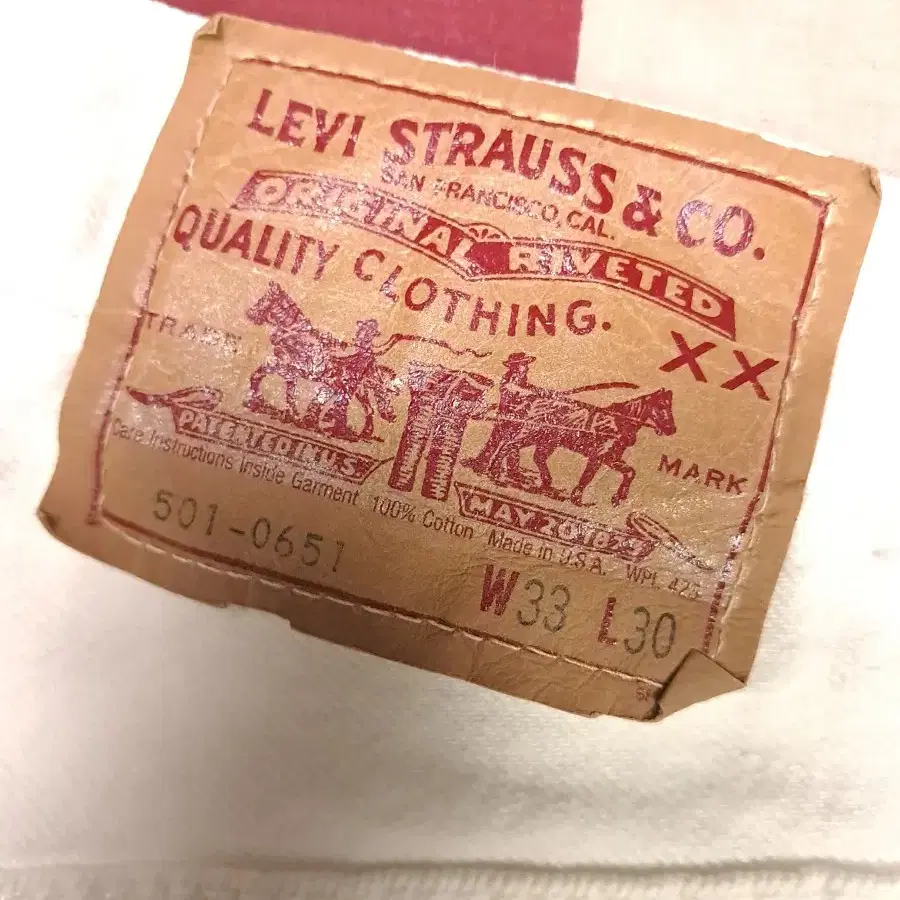 LEVI STRAUSS & CO.
SAN FRANCISCO, CAL.
ORIGINAL RIVETED
QUALITY CLOTHING.
XX
TRADE MARK
PATENTED IN U.S. MAY 20 1873
Care Instructions Inside Garment 100% Cotton Made in U.S.A. WPL 423
501-0651
W33 L30